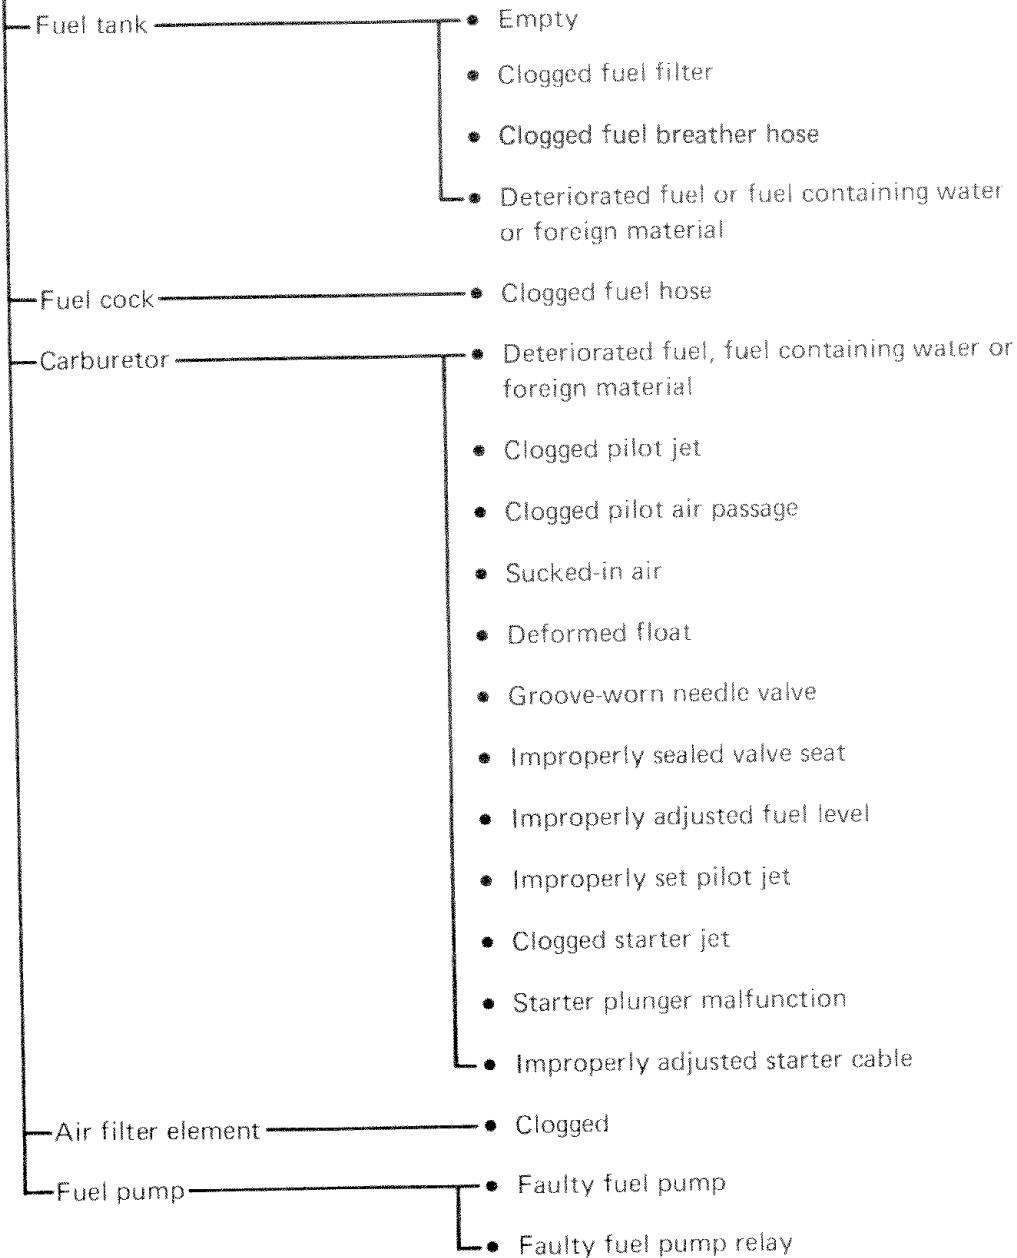 Fuel tank • Empty
• Clogged fuel filter
• Clogged fuel breather hose
• Deteriorated fuel or fuel containing water
or foreign material
Fuel cock • Clogged fuel hose
Carburetor • Deteriorated fuel, fuel containing water or
foreign material
• Clogged pilot jet
• Clogged pilot air passage
• Sucked-in air
• Deformed float
• Groove-worn needle valve
• Improperly sealed valve seat
• Improperly adjusted fuel level
• Improperly set pilot jet
• Clogged starter jet
• Starter plunger malfunction
• Improperly adjusted starter cable
Air filter element • Clogged
Fuel pump • Faulty fuel pump
• Faulty fuel pump relay